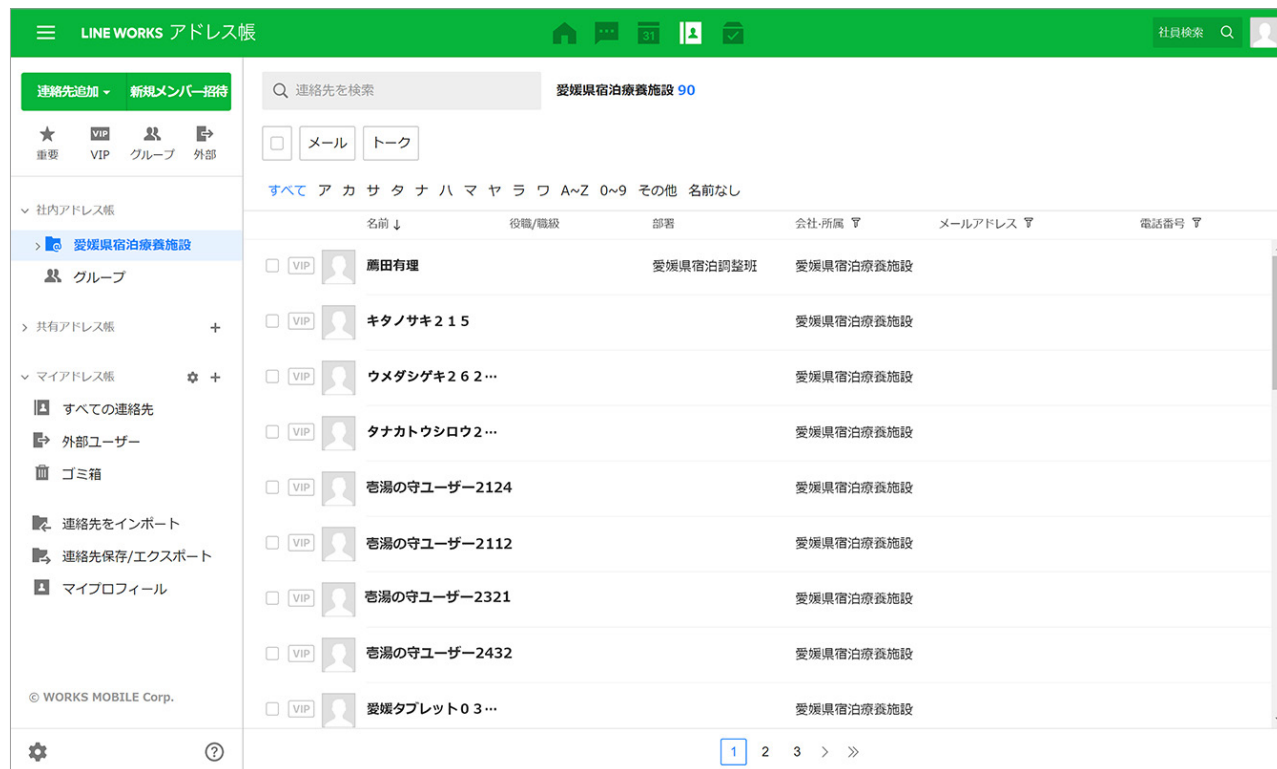 LINE WORKS アドレス帳
31
社員検索
連絡先追加 新規メンバー招待
連絡先を検索
愛媛県宿泊療養施設 90
VIP
重要 VIP グループ 外部
メール トーク
すべて ア カ サ タ ナ ハ マ ヤ ラ ワ A~Z 0~9 その他 名前なし
社内アドレス帳
愛媛県宿泊療養施設
グループ
共有アドレス帳
マイアドレス帳
すべての連絡先
外部ユーザー
ゴミ箱
連絡先をインポート
連絡先保存/エクスポート
マイプロフィール
© WORKS MOBILE Corp.
名前↓ 役職/職級 部署 会社·所属 メールアドレス 電話番号
VIP 薦田有理 愛媛県宿泊調整班 愛媛県宿泊療養施設
VIP キタノサキ２１５ 愛媛県宿泊療養施設
VIP ウメダシゲキ２６２… 愛媛県宿泊療養施設
VIP タナカトウシロウ２… 愛媛県宿泊療養施設
VIP 壱湯の守ユーザー2124 愛媛県宿泊療養施設
VIP 壱湯の守ユーザー2112 愛媛県宿泊療養施設
VIP 壱湯の守ユーザー2321 愛媛県宿泊療養施設
VIP 壱湯の守ユーザー2432 愛媛県宿泊療養施設
VIP 愛媛タブレット０３… 愛媛県宿泊療養施設
1 2 3 > ≫